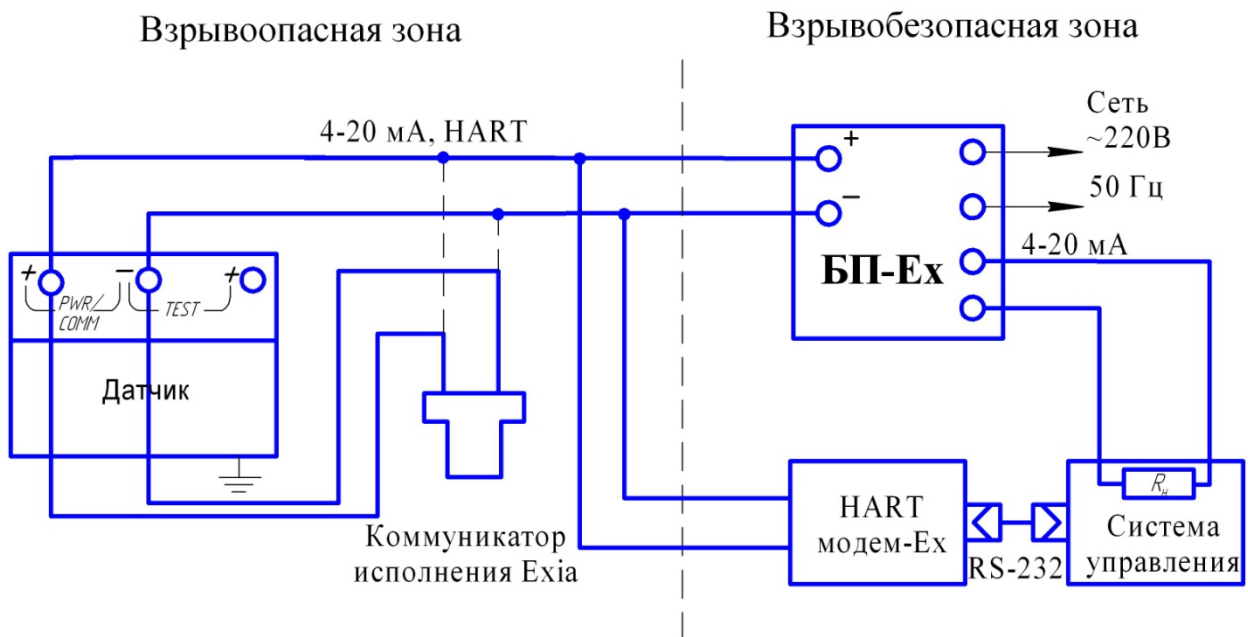 Взрывоопасная зона
Взрывобезопасная зона
4-20 мА, HART
+
−
БП-Ex
Сеть
~220В
50 Гц
4-20 мА
+
−
+
PWR/
COMM
TEST
Датчик
Коммуникатор
исполнения Exia
HART
модем-Ex
RS-232
Rн
Система
управления